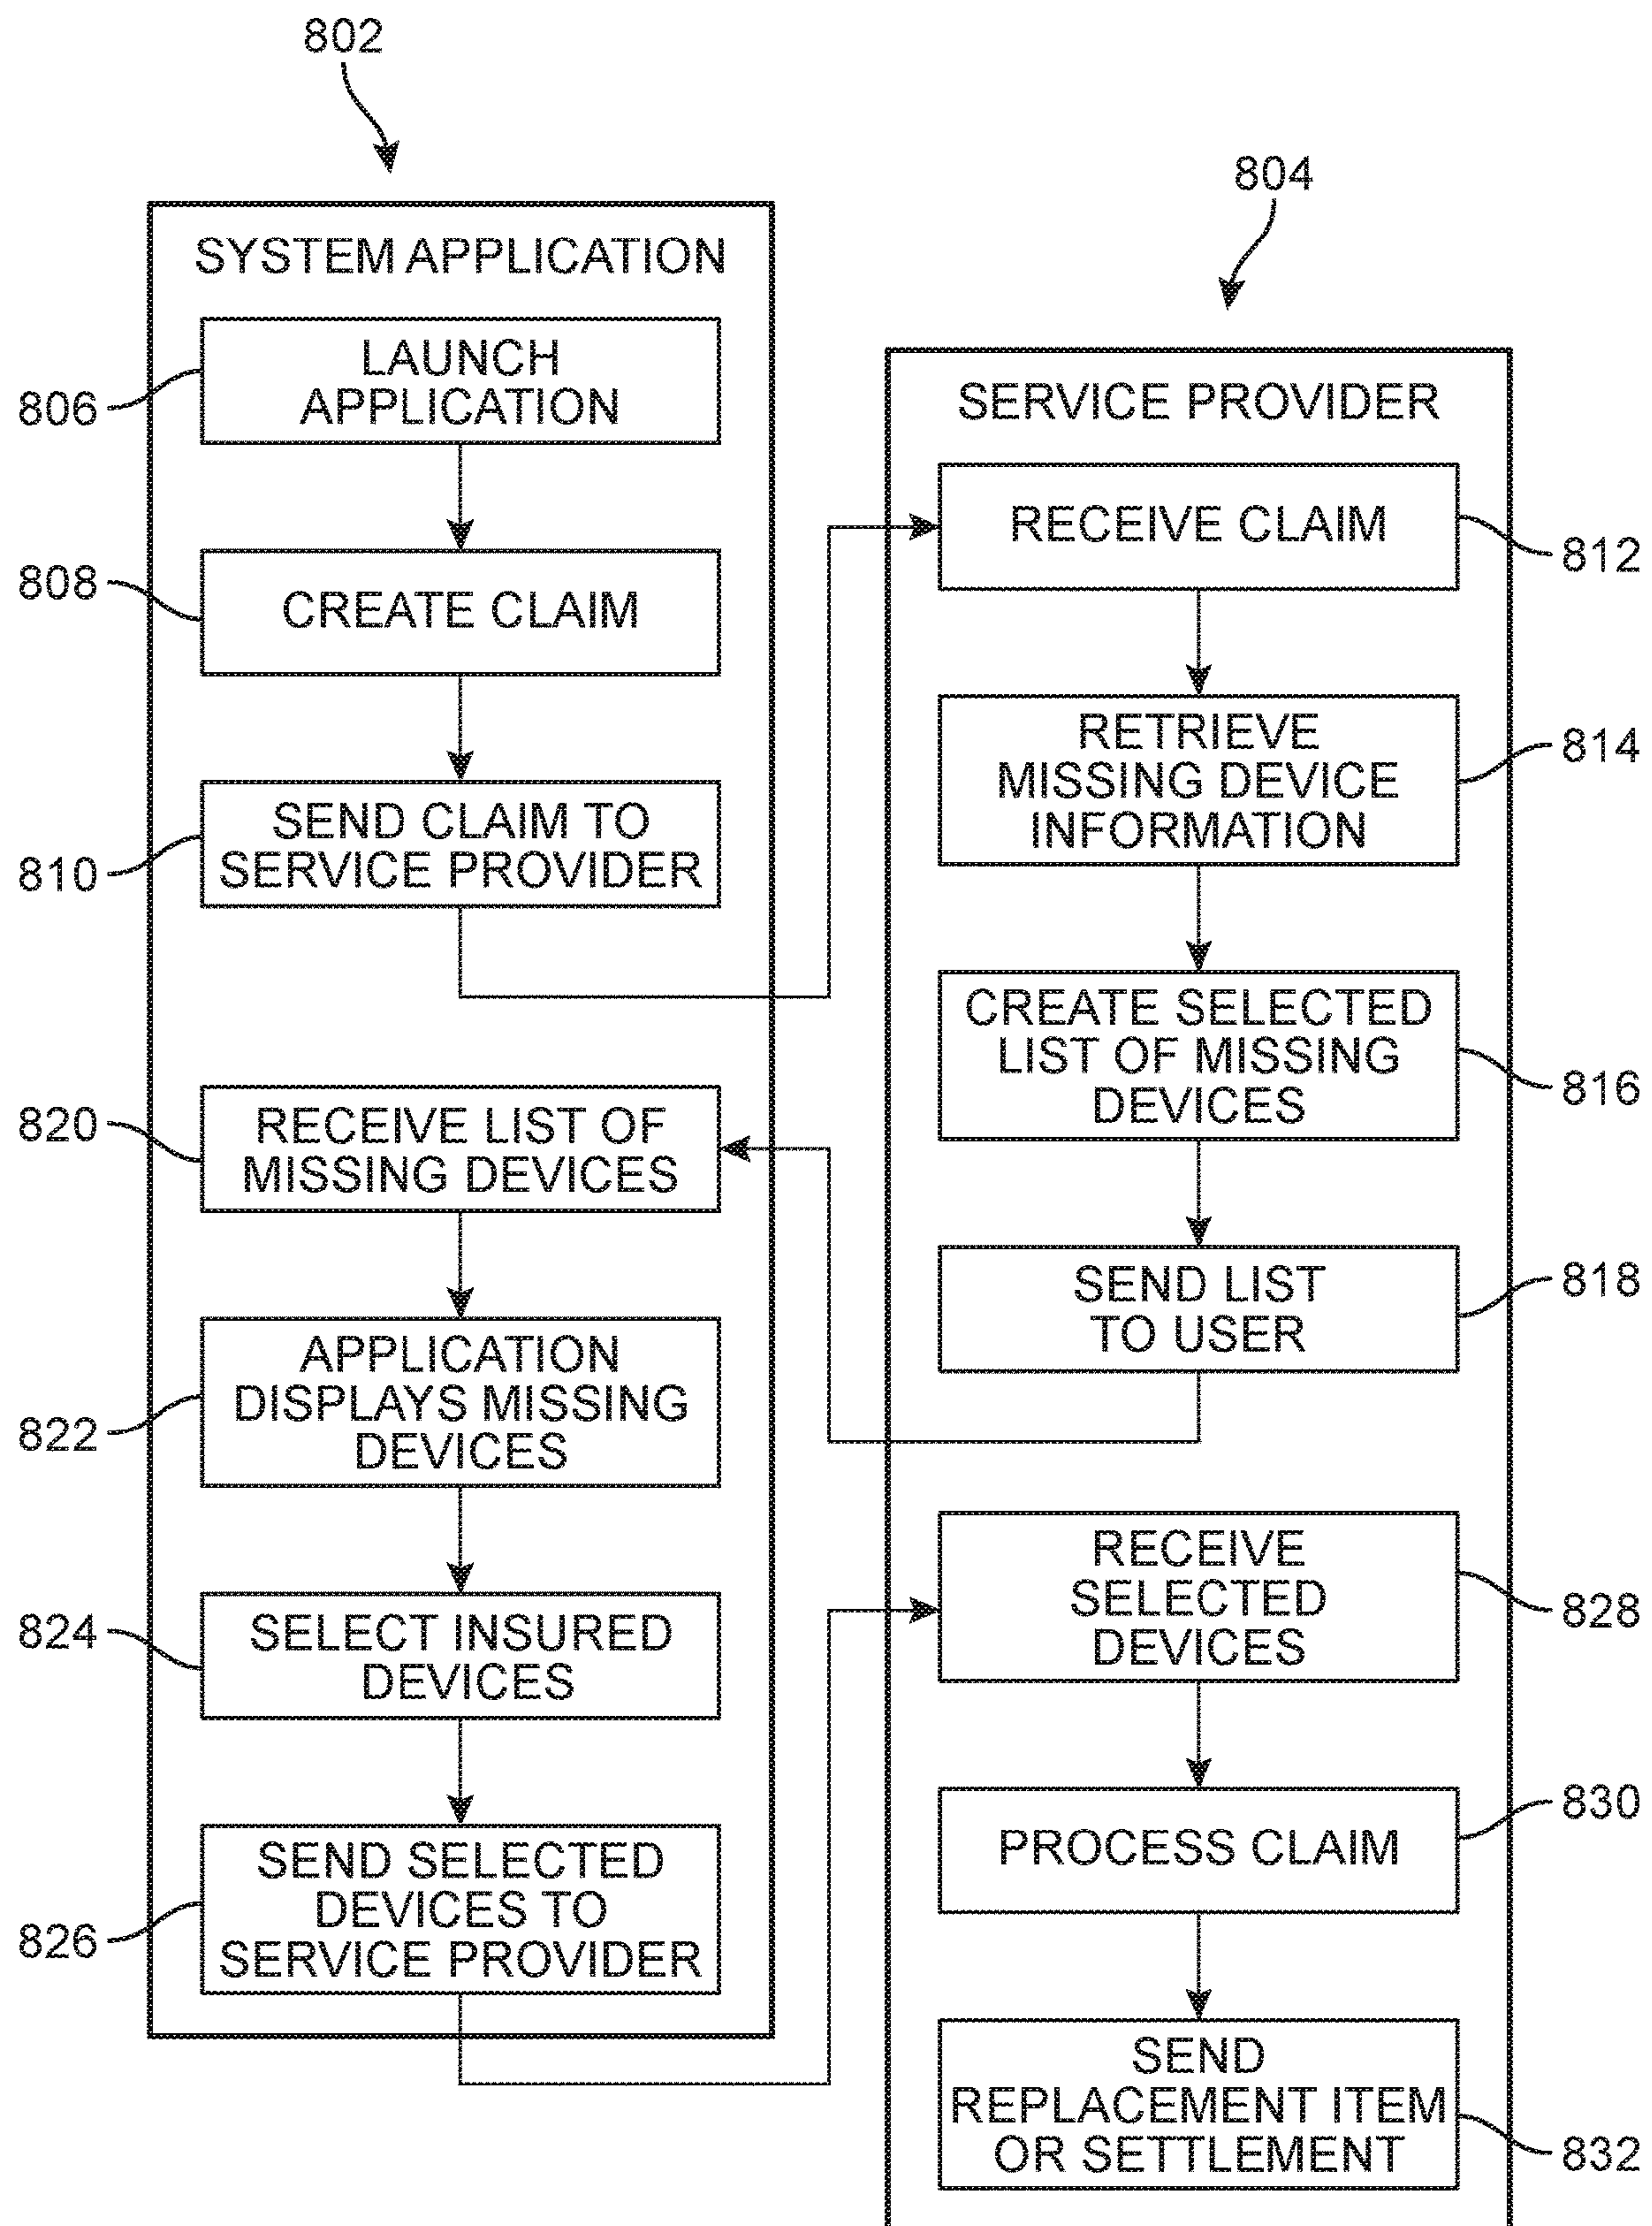 802
804
SYSTEM APPLICATION
LAUNCH
APPLICATION
806
CREATE CLAIM
808
SEND CLAIM TO
SERVICE PROVIDER
810
RECEIVE LIST OF
MISSING DEVICES
820
APPLICATION
DISPLAYS MISSING
DEVICES
822
SELECT INSURED
DEVICES
824
SEND SELECTED
DEVICES TO
SERVICE PROVIDER
826
SERVICE PROVIDER
RECEIVE CLAIM
812
RETRIEVE
MISSING DEVICE
INFORMATION
814
CREATE SELECTED
LIST OF MISSING
DEVICES
816
SEND LIST
TO USER
818
RECEIVE
SELECTED
DEVICES
828
PROCESS CLAIM
830
SEND
REPLACEMENT ITEM
OR SETTLEMENT
832